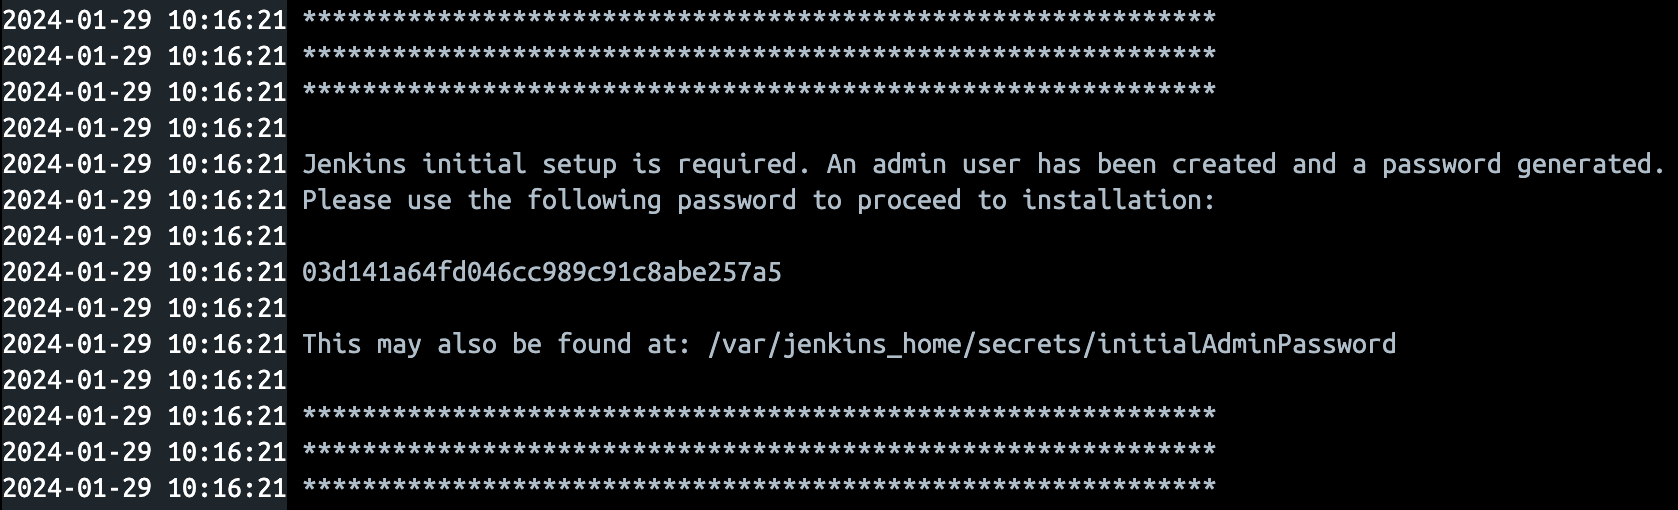 2024-01-29 10:16:21 *************************************************************
2024-01-29 10:16:21 *************************************************************
2024-01-29 10:16:21 *************************************************************
2024-01-29 10:16:21
2024-01-29 10:16:21 Jenkins initial setup is required. An admin user has been created and a password generated.
2024-01-29 10:16:21 Please use the following password to proceed to installation:
2024-01-29 10:16:21
2024-01-29 10:16:21 03d141a64fd046cc989c91c8abe257a5
2024-01-29 10:16:21
2024-01-29 10:16:21 This may also be found at: /var/jenkins_home/secrets/initialAdminPassword
2024-01-29 10:16:21
2024-01-29 10:16:21 *************************************************************
2024-01-29 10:16:21 *************************************************************
2024-01-29 10:16:21 *************************************************************